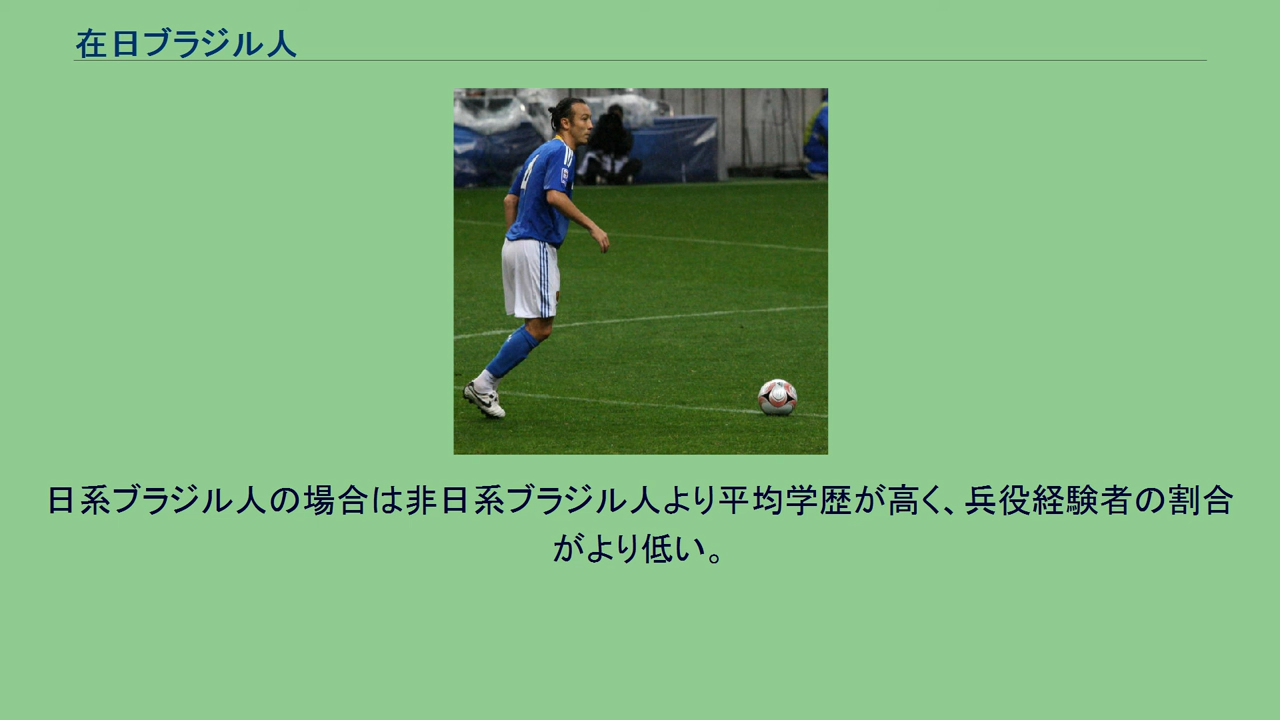 在日ブラジル人
日系ブラジル人の場合は非日系ブラジル人より平均学歴が高く、兵役経験者の割合
がより低い。